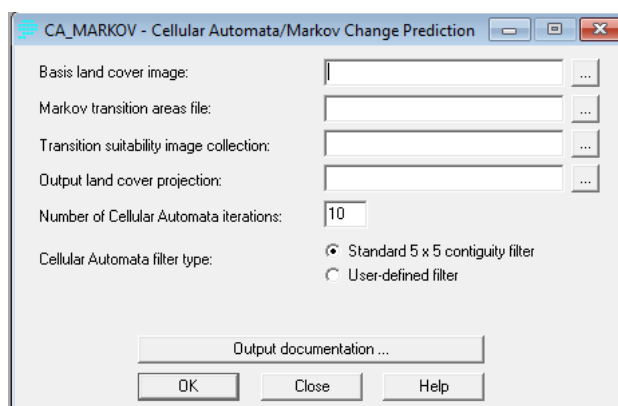 CA_MARKOV - Cellular Automata/Markov Change Prediction
Basis land cover image:
...
Markov transition areas file:
...
Transition suitability image collection:
...
Output land cover projection:
...
Number of Cellular Automata iterations:
10
Cellular Automata filter type:
Standard 5 x 5 contiguity filter
User-defined filter
Output documentation ...
OK
Close
Help